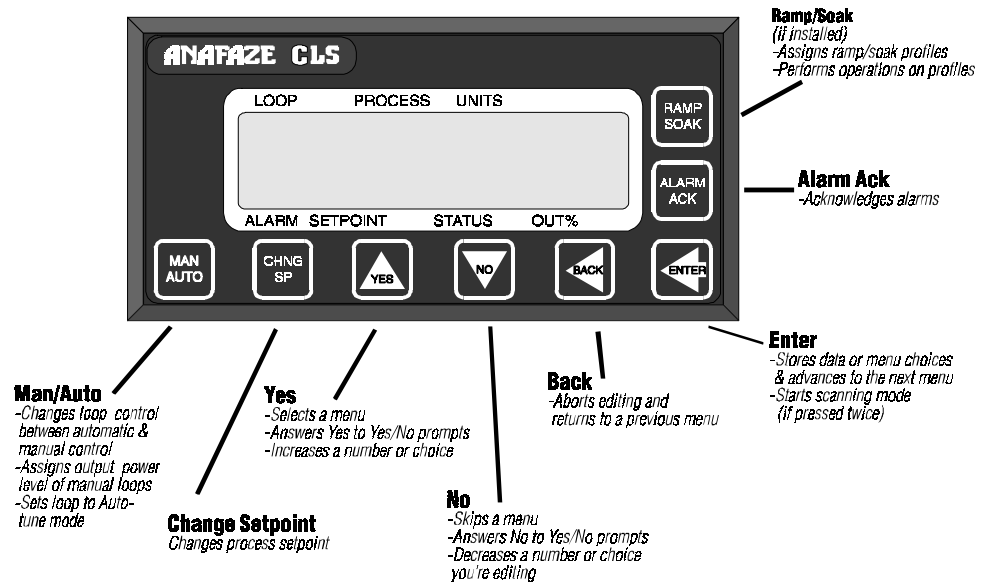 Ramp/Soak
(if installed)
-Assigns ramp/soak profiles
-Performs operations on profiles
ANAFAZE CLS
LOOP PROCESS UNITS
RAMP
SOAK
ALARM
ACK
Alarm Ack
-Acknowledges alarms
ALARM SETPOINT STATUS OUT%
MAN
AUTO
CHNG
SP
YES
NO
BACK
ENTER
Man/Auto
-Changes loop control
between automatic &
manual control
-Assigns output power
level of manual loops
-Sets loop to Auto-
tune mode
Change Setpoint
Changes process setpoint
Yes
-Selects a menu
-Answers Yes to Yes/No prompts
-Increases a number or choice
No
-Skips a menu
-Answers No to Yes/No prompts
-Decreases a number or choice
you're editing
Back
-Aborts editing and
returns to a previous menu
Enter
-Stores data or menu choices
& advances to the next menu
-Starts scanning mode
(if pressed twice)